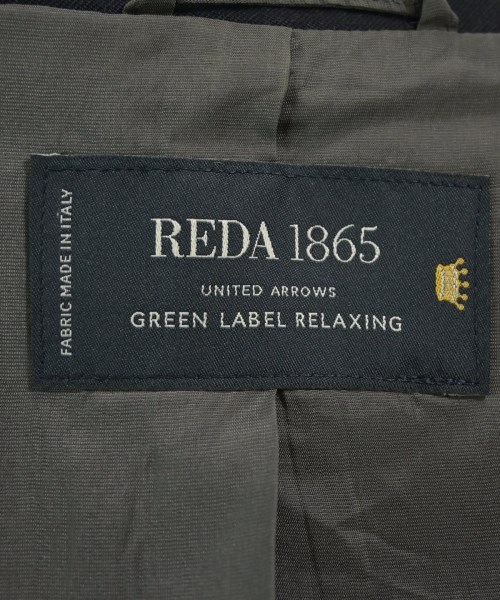 FABRIC MADE IN ITALY
REDA 1865
UNITED ARROWS
GREEN LABEL RELAXING